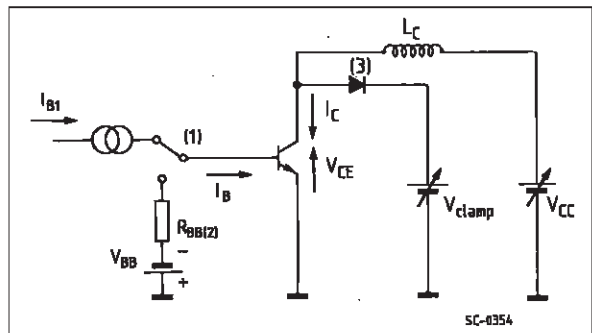 L_C
(3)
I_B1
(1)
I_C
V_CE
I_B
V_clamp
V_CC
R_BB(2)
V_BB
−
+
SC-0354